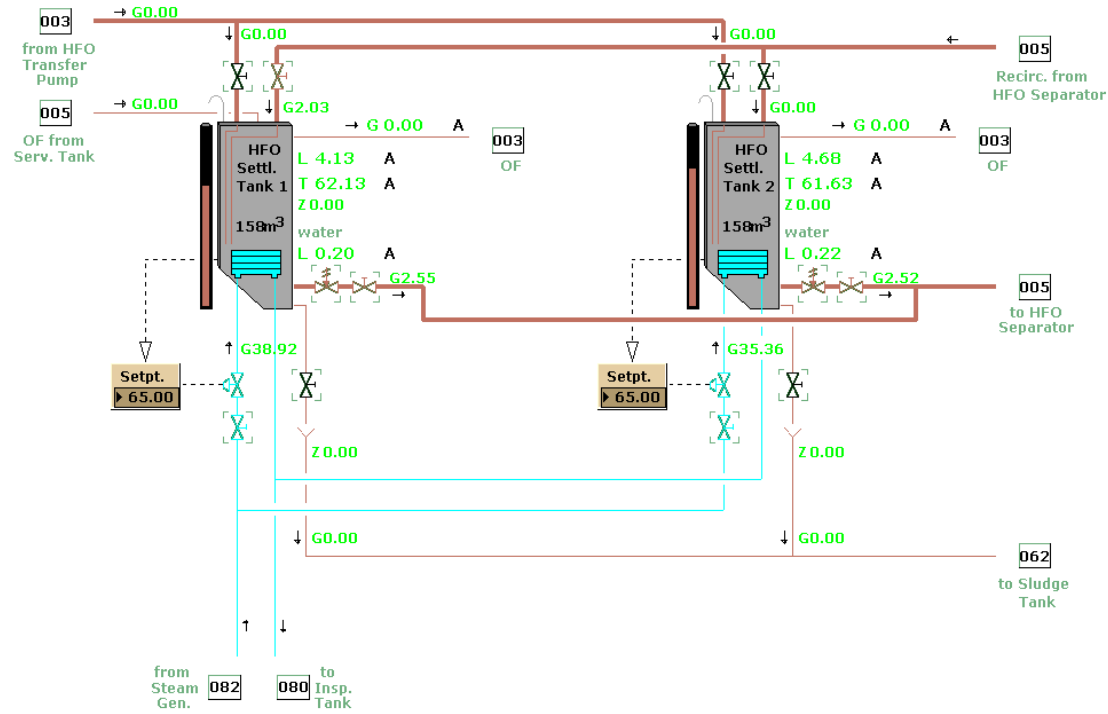 003
G0.00
from HFO
Transfer
Pump
G0.00
G0.00
005
Recirc. from
HFO Separator
005
G0.00
OF from
Serv. Tank
G2.03
G0.00
HFO
Settl.
Tank 1
158m3
G 0.00 A
003
OF
L 4.13 A
T 62.13 A
Z 0.00
water
L 0.20 A
G2.55
HFO
Settl.
Tank 2
158m3
G 0.00 A
003
OF
L 4.68 A
T 61.63 A
Z 0.00
water
L 0.22 A
G2.52
005
to HFO
Separator
G38.92
Setpt.
65.00
G35.36
Setpt.
65.00
Z 0.00
Z 0.00
G0.00
G0.00
062
to Sludge
Tank
from
Steam
Gen.
082
080
to
Insp.
Tank